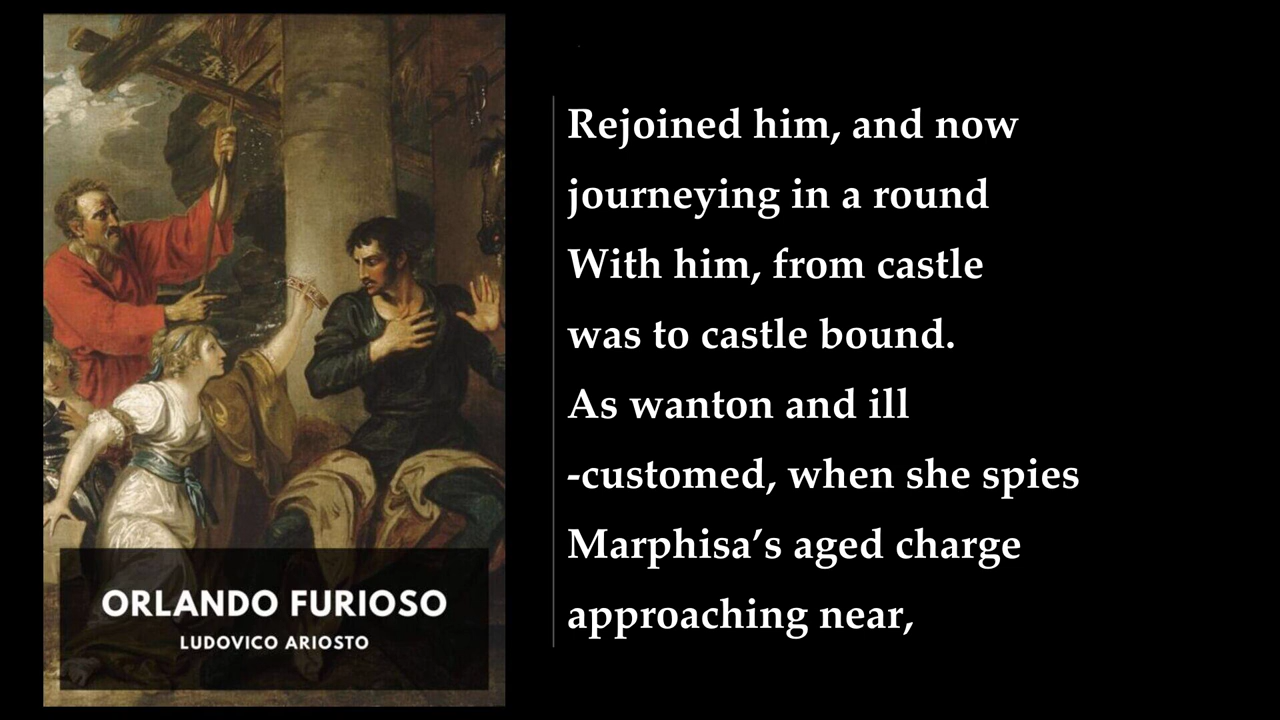 ORLANDO FURIOSO
LUDOVICO ARIOSTO
Rejoined him, and now
journeying in a round
With him, from castle
was to castle bound.
As wanton and ill
-customed, when she spies
Marphisa’s aged charge
approaching near,